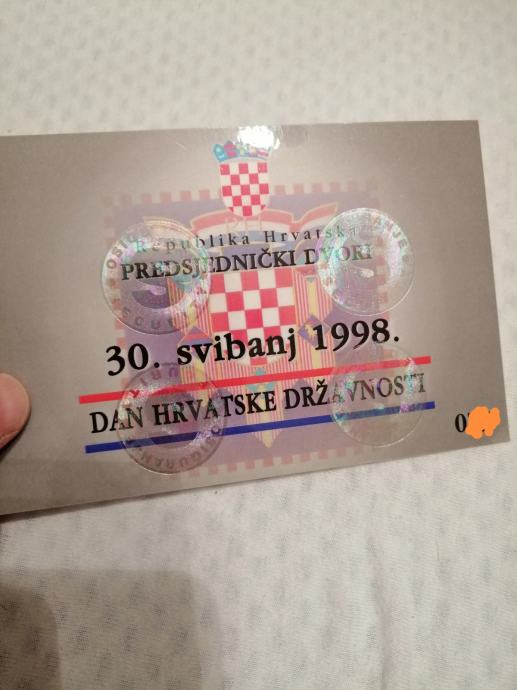 Republika Hrvatska
PREDSJEDNIČKI DVORI
30. svibanj 1998.
DAN HRVATSKE DRŽAVNOSTI